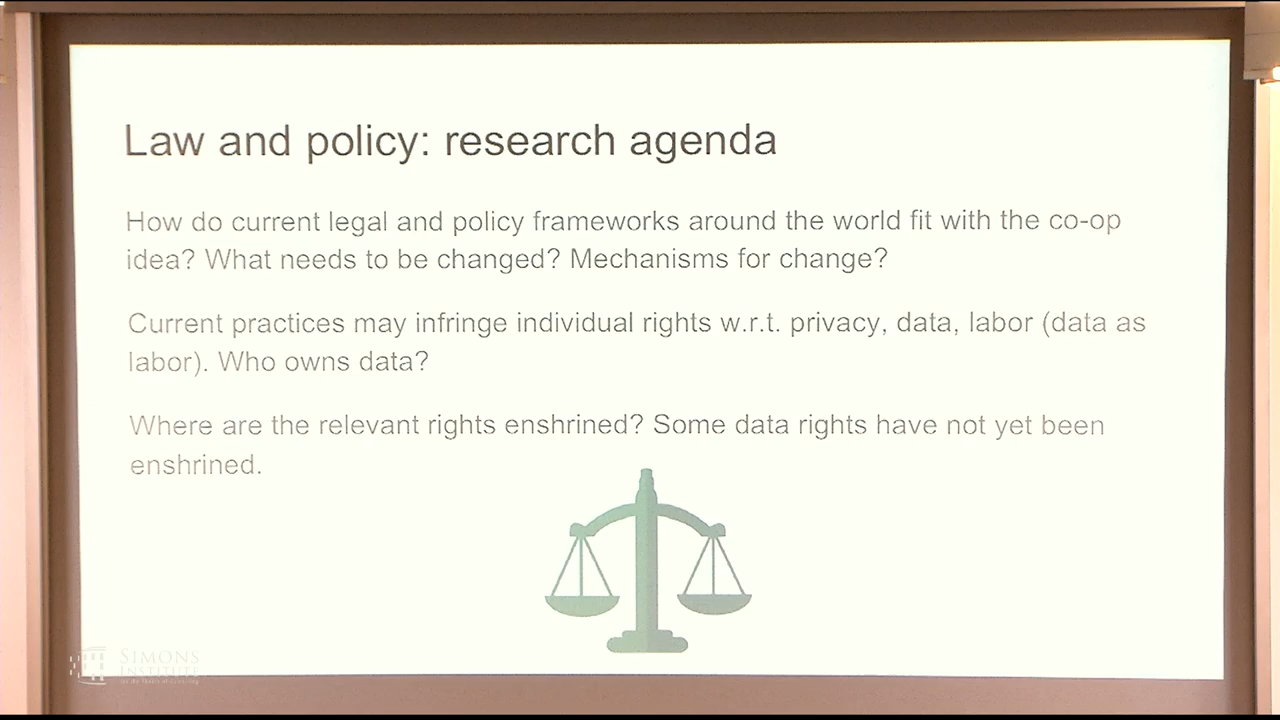 Law and policy: research agenda
How do current legal and policy frameworks around the world fit with the co-op
idea? What needs to be changed? Mechanisms for change?
Current practices may infringe individual rights w.r.t. privacy, data, labor (data as
labor). Who owns data?
Where are the relevant rights enshrined? Some data rights have not yet been
enshrined.
SIMONS
INSTITUTE